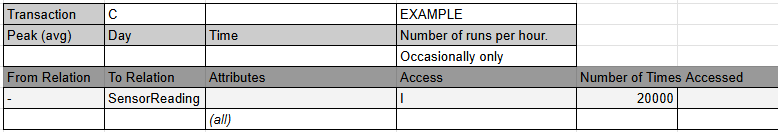 Transaction C EXAMPLE
Peak (avg) Day Time Number of runs per hour.
Occasionally only
From Relation To Relation Attributes Access Number of Times Accessed
- SensorReading I 20000
(all)